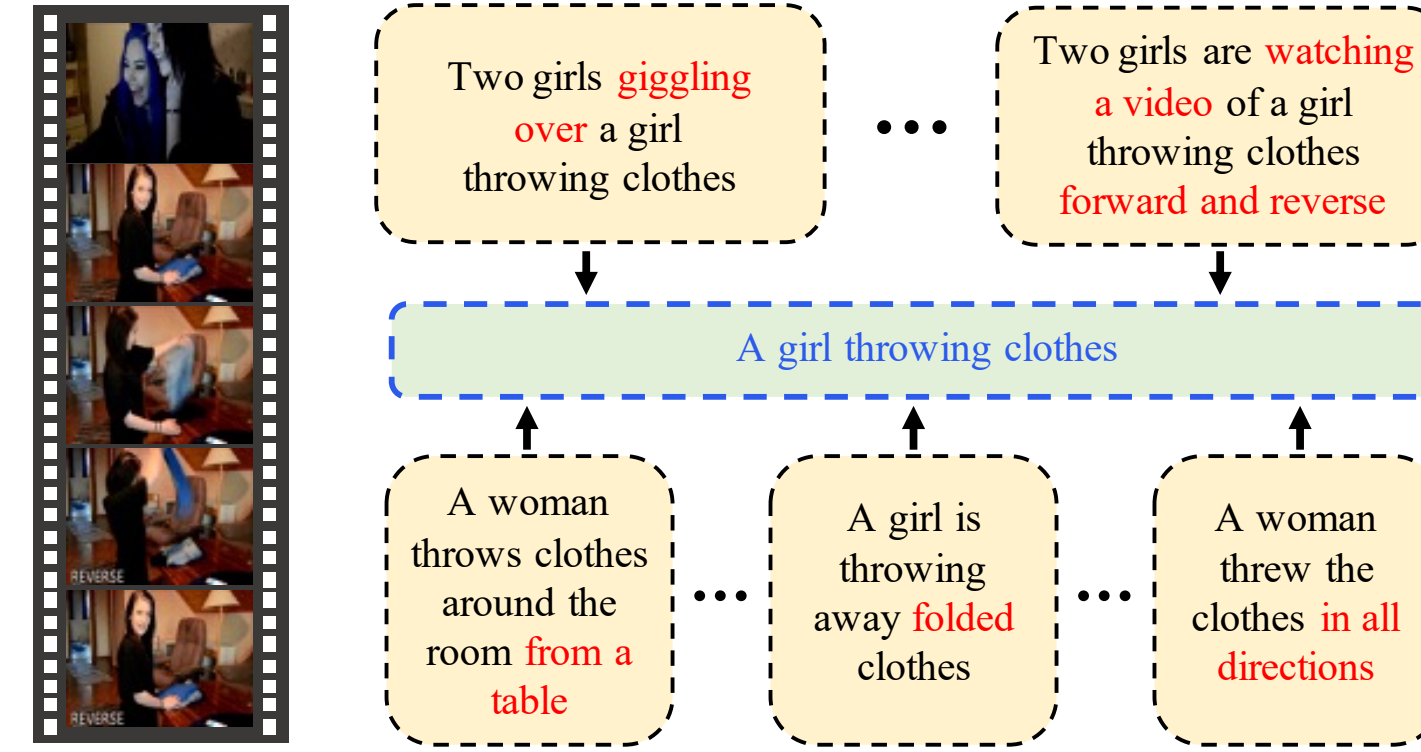 Two girls giggling
over a girl
throwing clothes
Two girls are watching
a video of a girl
throwing clothes
forward and reverse
A girl throwing clothes
A woman
throws clothes
around the
room from a
table
A girl is
throwing
away folded
clothes
A woman
threw the
clothes in all
directions
REVERSE
REVERSE